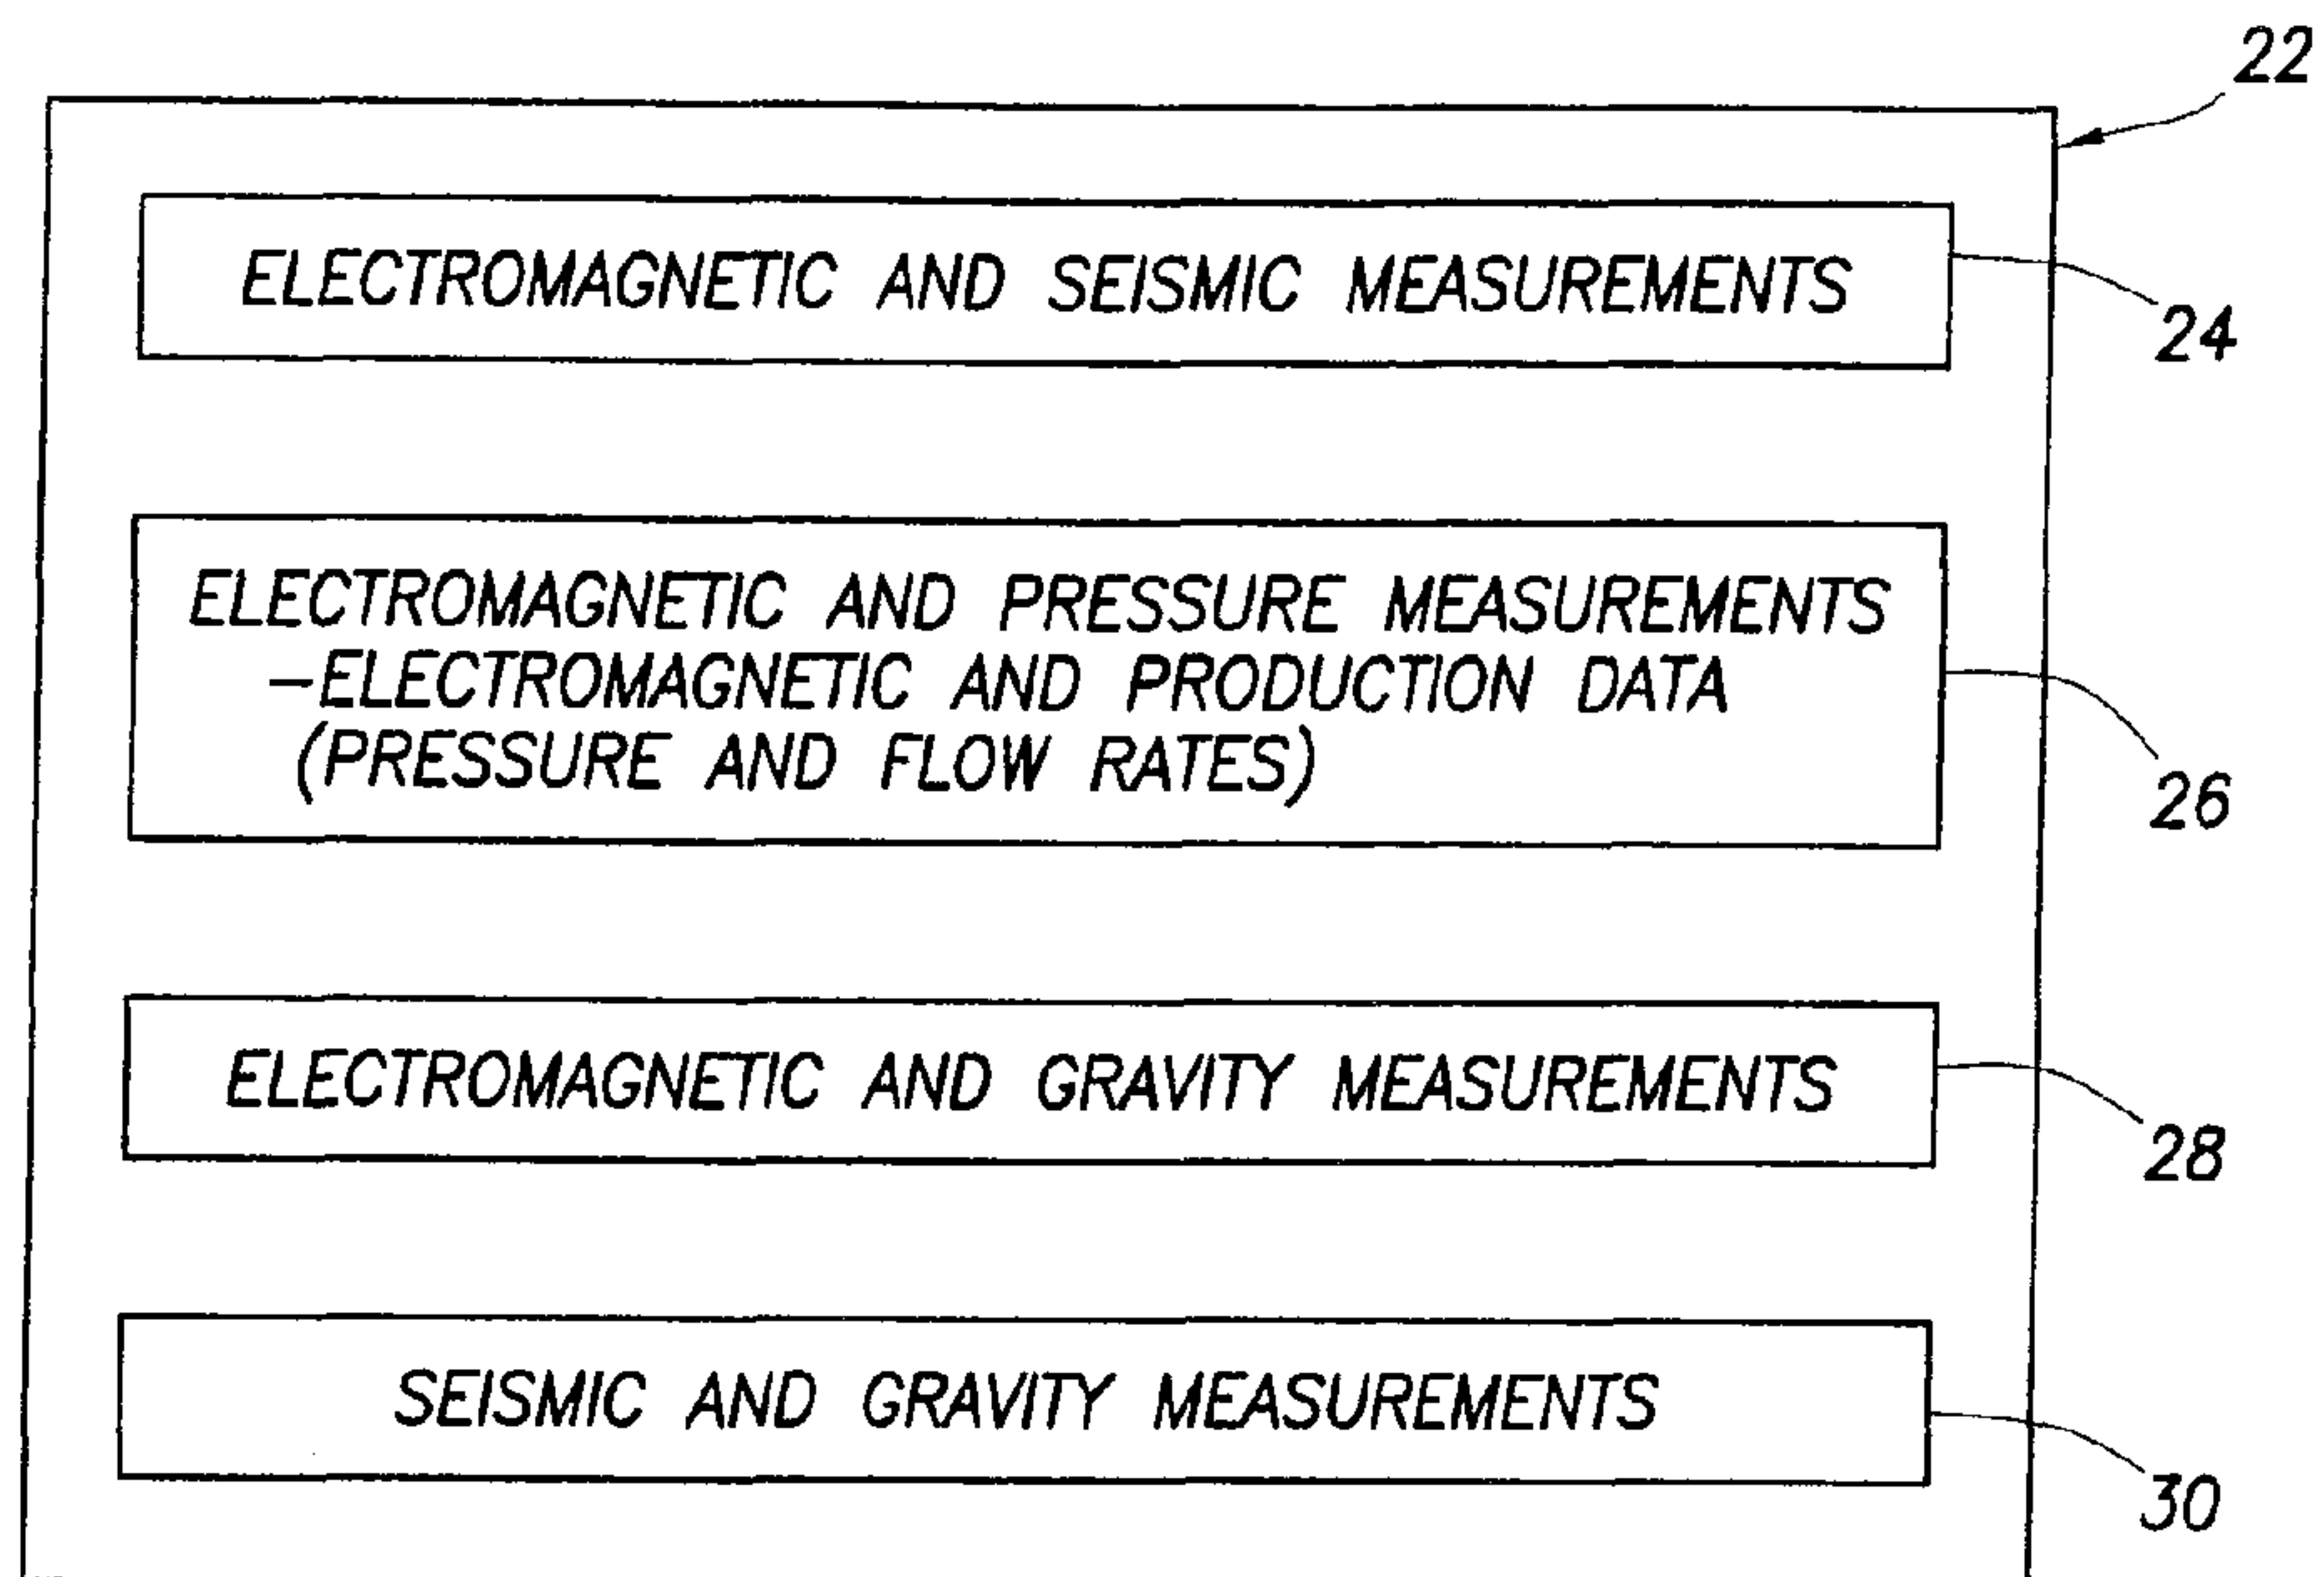 22
ELECTROMAGNETIC AND SEISMIC MEASUREMENTS
24
ELECTROMAGNETIC AND PRESSURE MEASUREMENTS
-ELECTROMAGNETIC AND PRODUCTION DATA
(PRESSURE AND FLOW RATES)
26
ELECTROMAGNETIC AND GRAVITY MEASUREMENTS
28
SEISMIC AND GRAVITY MEASUREMENTS
30